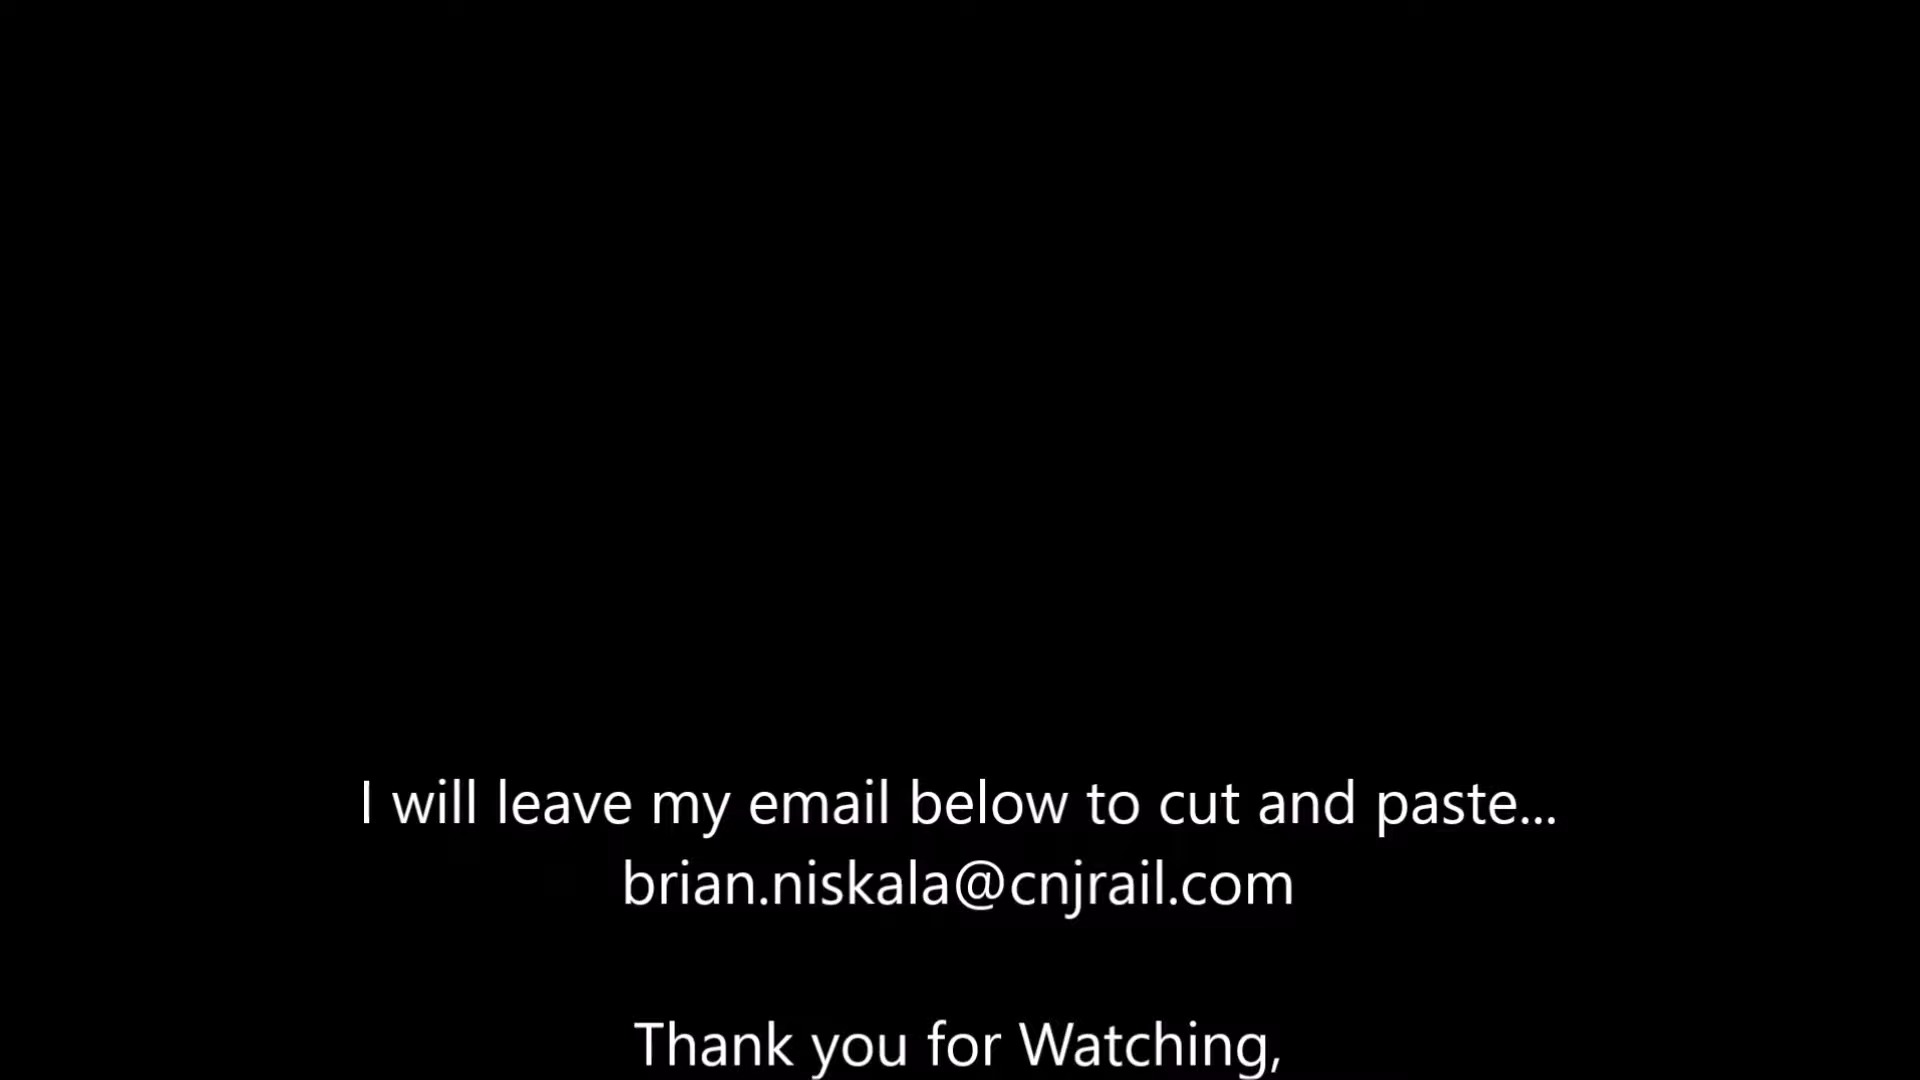 I will leave my email below to cut and paste...
brian.niskala@cnjrail.com
Thank you for Watching,